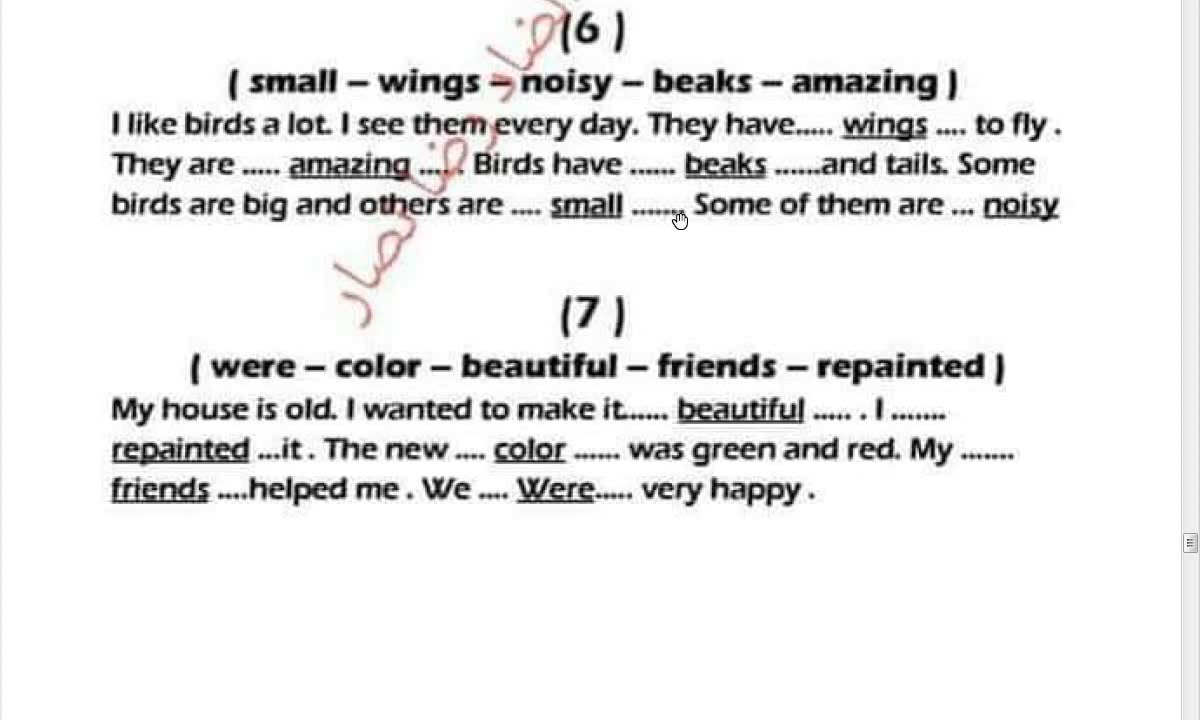 (6 )
( small – wings – noisy – beaks – amazing )
I like birds a lot. I see them every day. They have..... wings .... to fly .
They are ..... amazing ..... . Birds have ...... beaks ......and tails. Some
birds are big and others are .... small ....... Some of them are ... noisy
(7 )
( were – color – beautiful – friends – repainted )
My house is old. I wanted to make it...... beautiful ..... . I .......
repainted ...it . The new .... color ...... was green and red. My .......
friends ....helped me . We .... Were..... very happy .